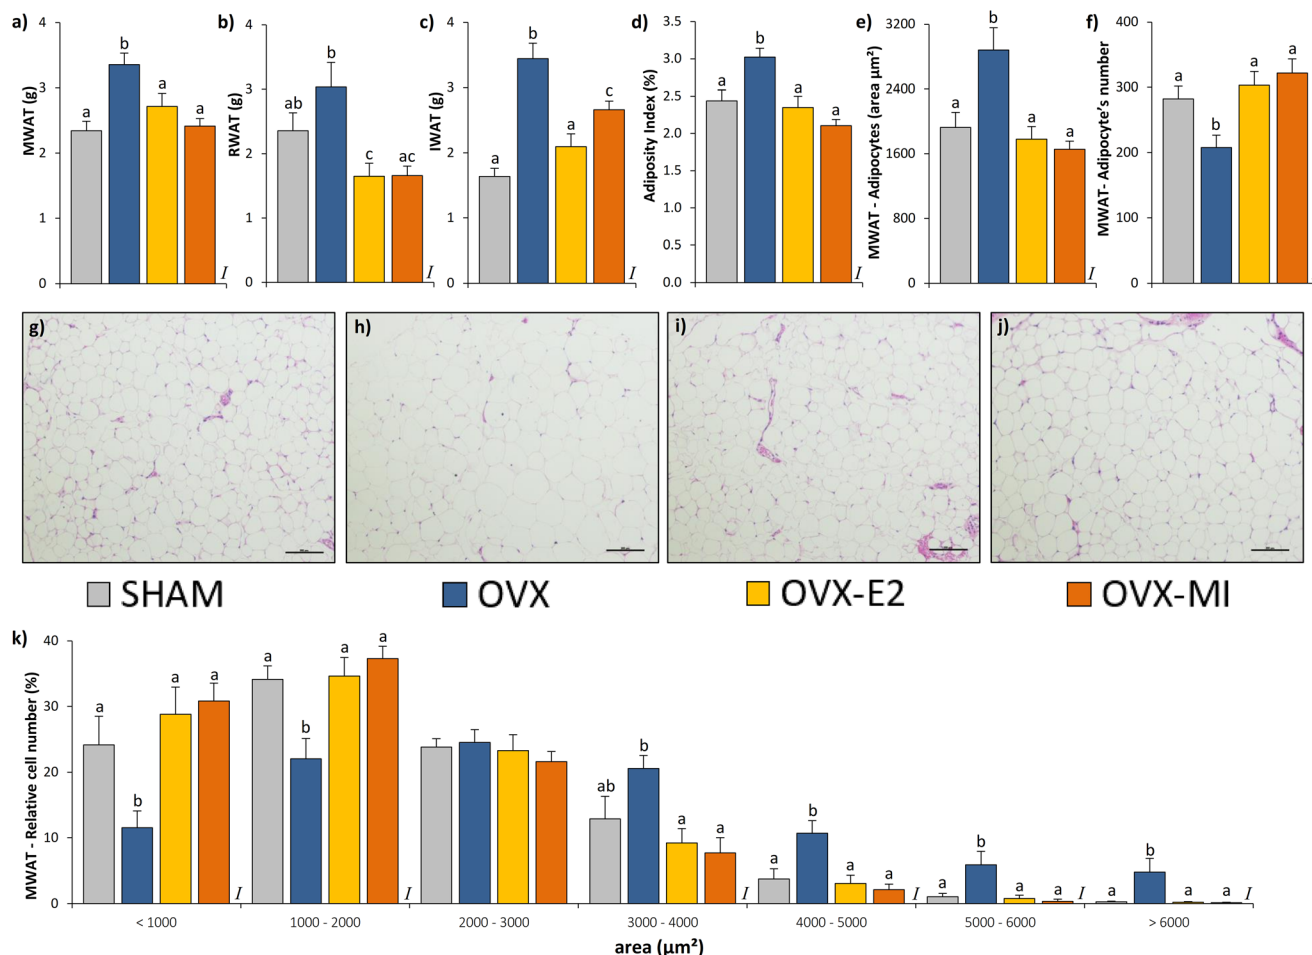 a)
MWAT (g)
4
3
2
1
0
a
b
a
a
I
b)
RWAT (g)
4
3
2
1
0
ab
b
c
ac
I
c)
IWAT (g)
4
3
2
1
0
a
b
a
c
I
d)
Adiposity Index (%)
3.5
3.0
2.5
2.0
1.5
1.0
0.5
0.0
a
b
a
a
I
e)
MWAT - Adipocytes (area µm²)
3200
2400
1600
800
0
a
b
a
a
I
f)
MWAT- Adipocyte's number
400
300
200
100
0
a
b
a
a
g)
h)
i)
j)
SHAM
OVX
OVX-E2
OVX-MI
k)
MWAT - Relative cell number (%)
40
30
20
10
0
a
b
a
a
I
a
b
a
a
I
ab
b
a
a
I
a
b
a
a
I
a
b
a
a
I
a
b
a
a
I
< 1000
1000 - 2000
2000 - 3000
3000 - 4000
4000 - 5000
5000 - 6000
> 6000
area (µm²)